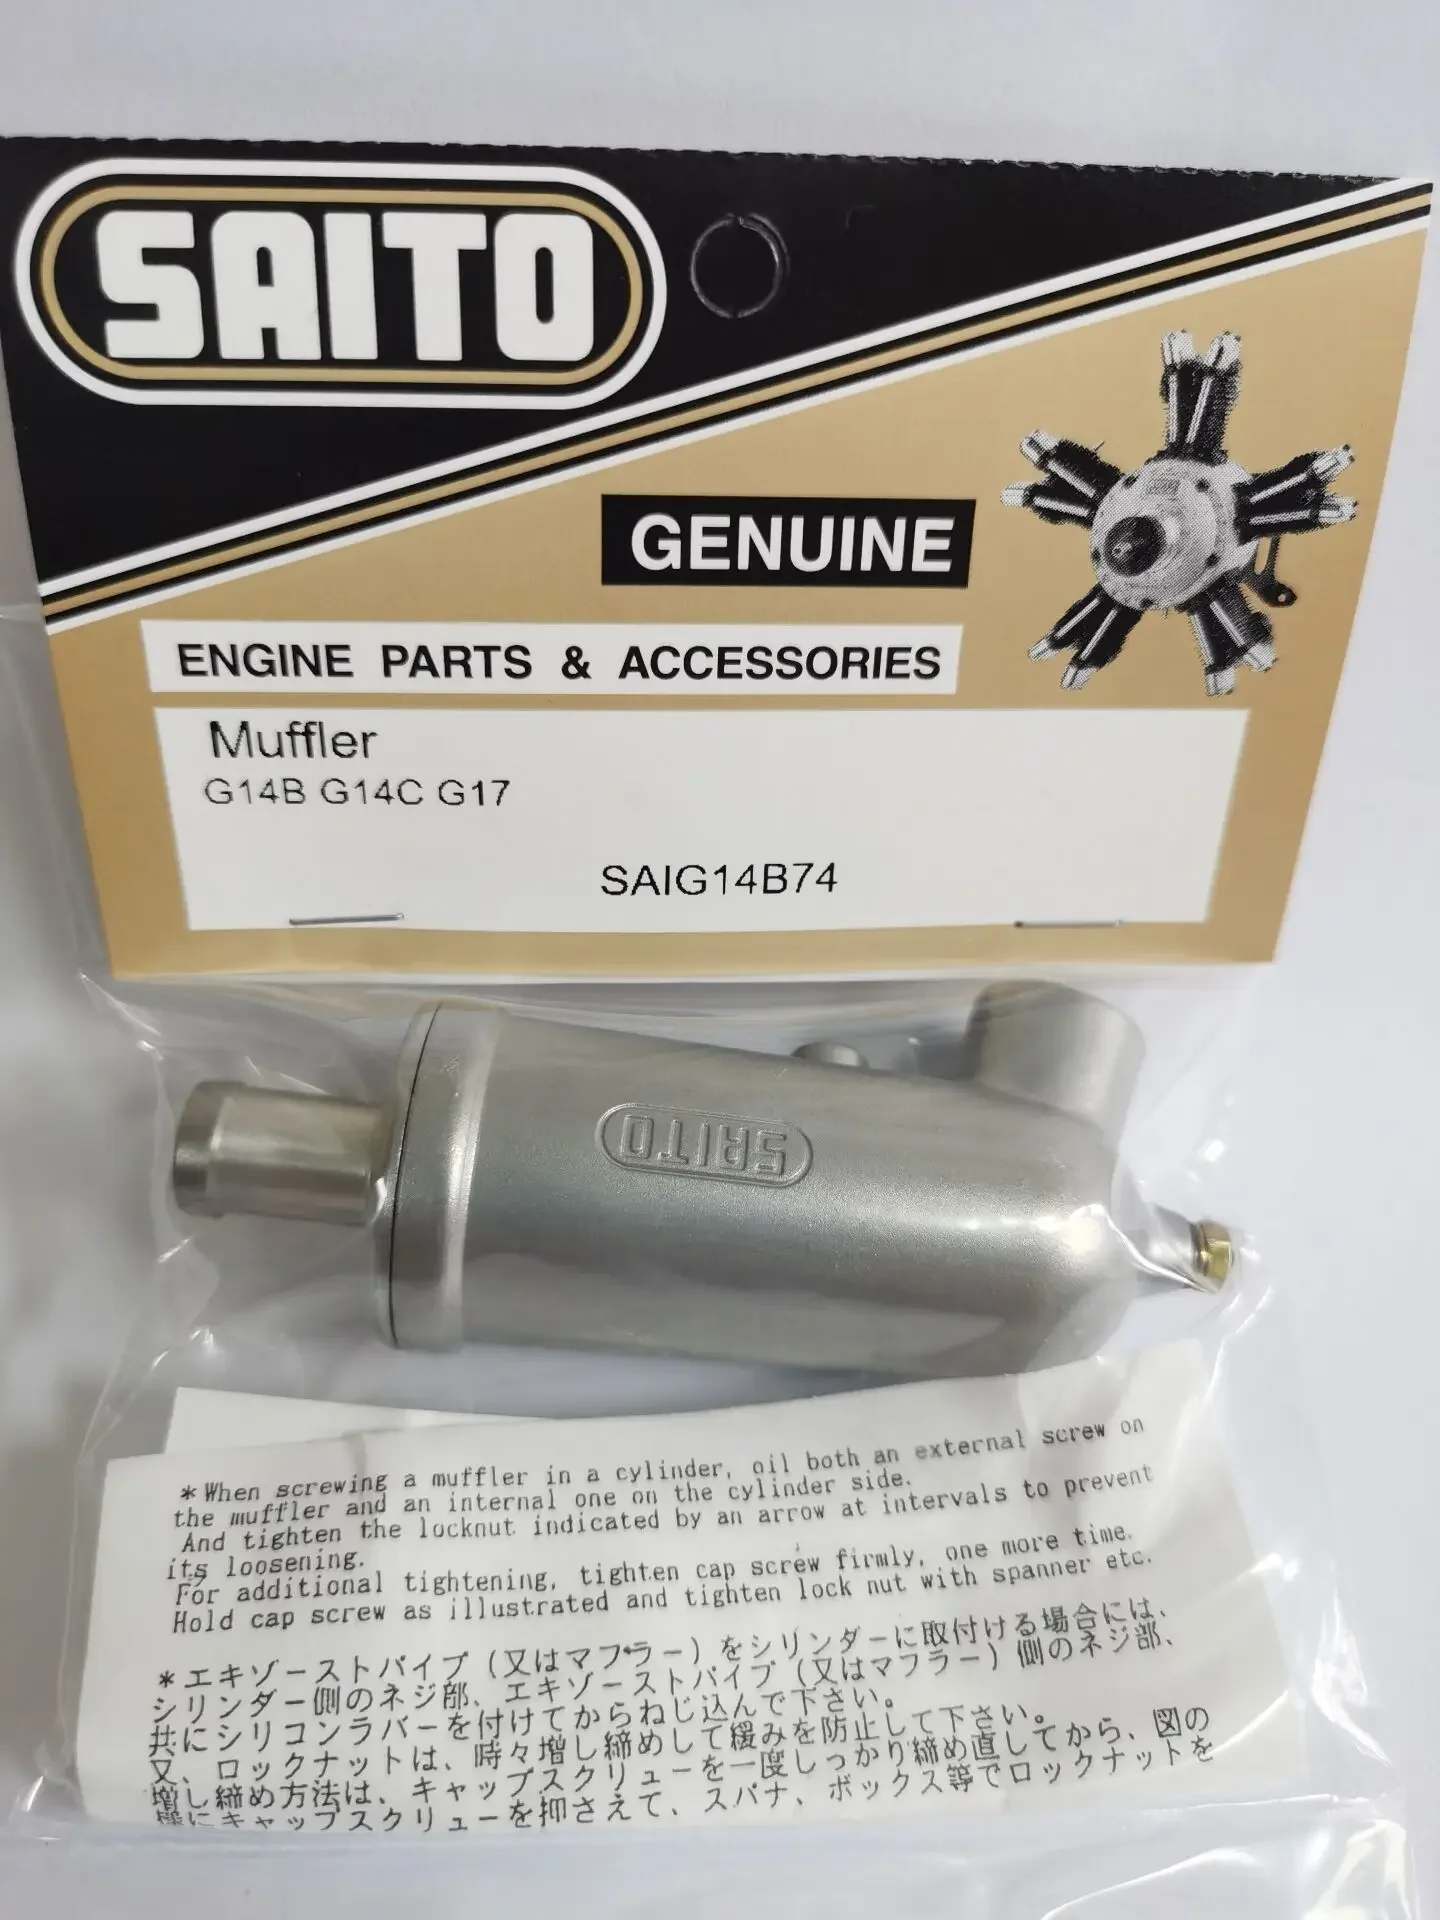 SAITO
GENUINE
ENGINE PARTS & ACCESSORIES
Muffler
G14B G14C G17
SAIG14B74
SAITO
*When screwing a muffler in a cylinder, oil both an external screw on
the muffler and an internal one on the cylinder side.
And tighten the locknut indicated by an arrow at intervals to prevent
its loosening.
For additional tightening, tighten cap screw firmly, one more time.
Hold cap screw as illustrated and tighten lock nut with spanner etc.
*エキゾーストパイプ(又はマフラー)をシリンダーに取付ける場合には、
シリンダー側のネジ部、エキゾーストパイプ(又はマフラー)側のネジ部、
共にシリコンラバーを付けてからねじ込んで下さい。
又、ロックナットは、時々増し締めして緩みを防止して下さい。
増し締め方法は、キャップスクリューを一度しっかり締め直してから、図の
様にキャップスクリューを抑さえて、スパナ、ボックス等でロックナットを